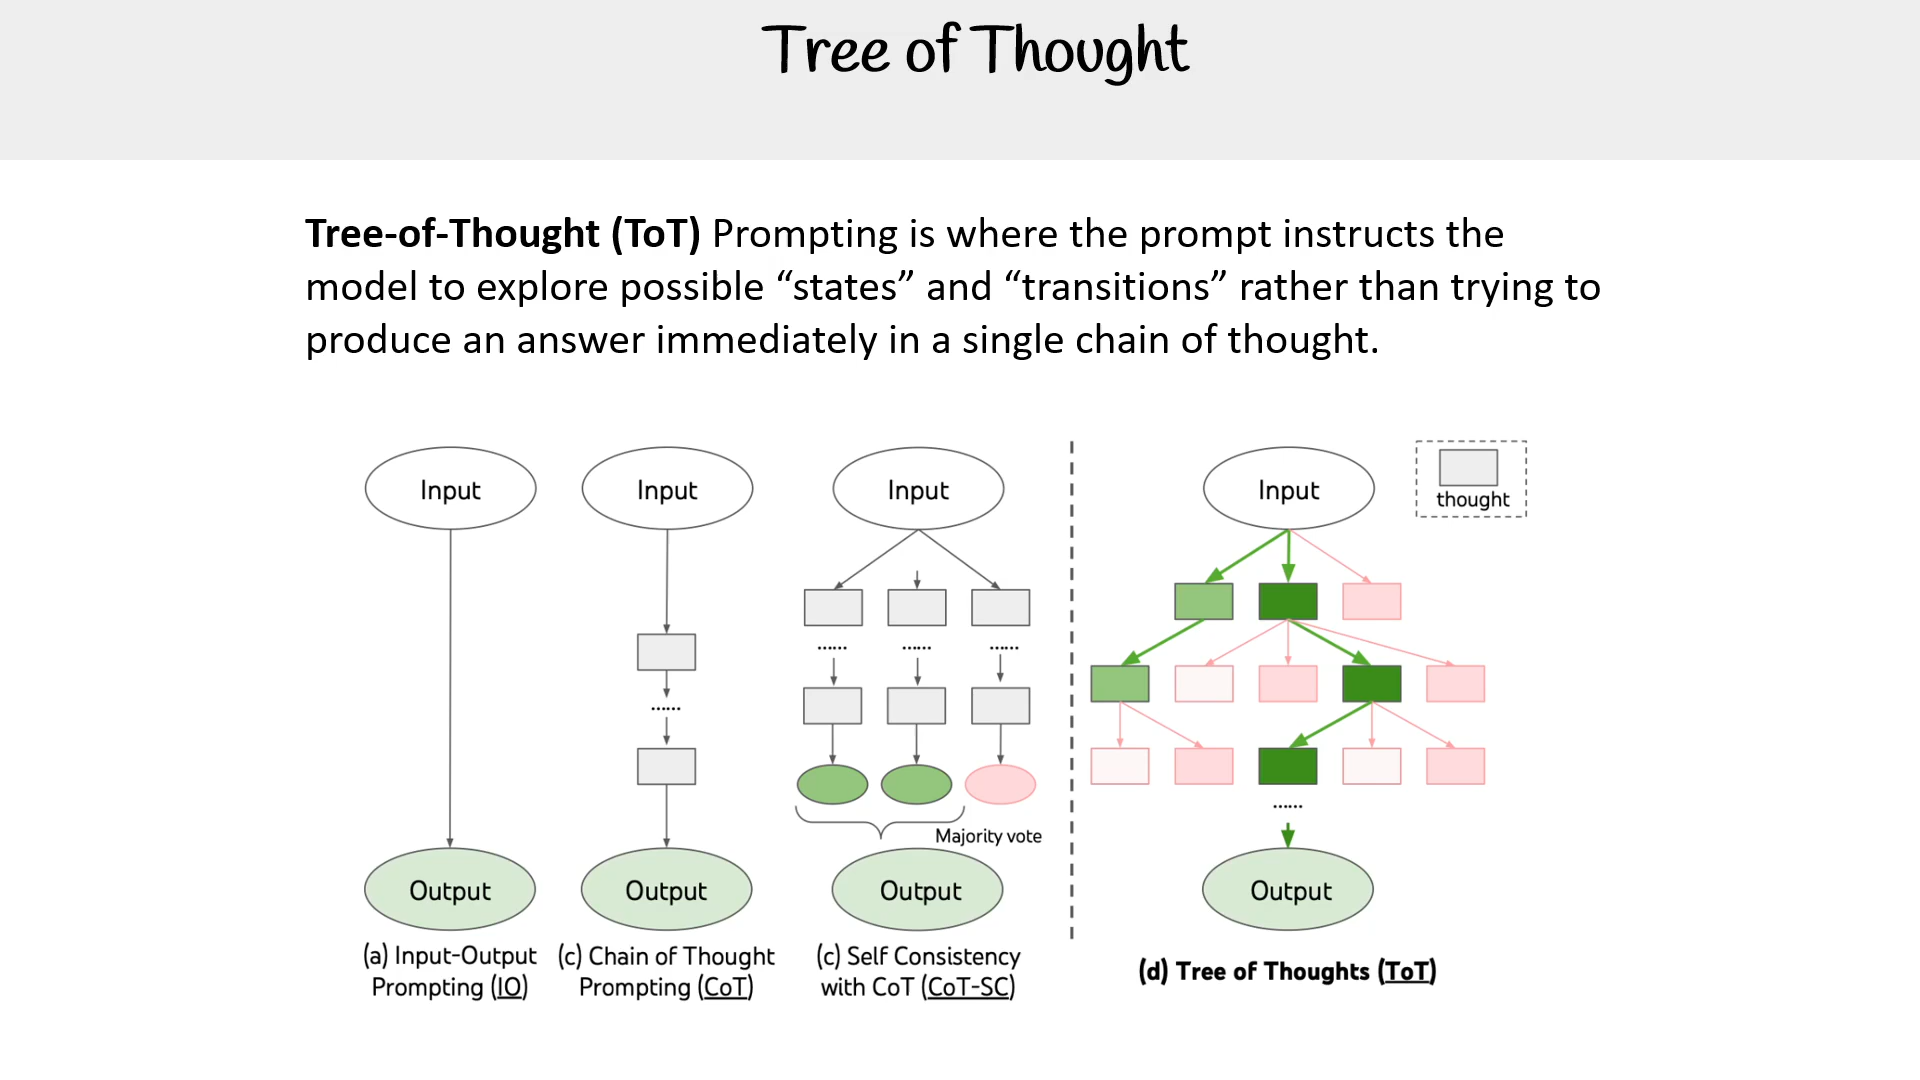 Tree of Thought
Tree-of-Thought (ToT) Prompting is where the prompt instructs the
model to explore possible “states” and “transitions” rather than trying to
produce an answer immediately in a single chain of thought.
Input
Input
Input
Input
thought
......
......
......
......
......
Majority vote
Output
Output
Output
Output
(a) Input-Output
Prompting (IO)
(c) Chain of Thought
Prompting (CoT)
(c) Self Consistency
with CoT (CoT-SC)
(d) Tree of Thoughts (ToT)